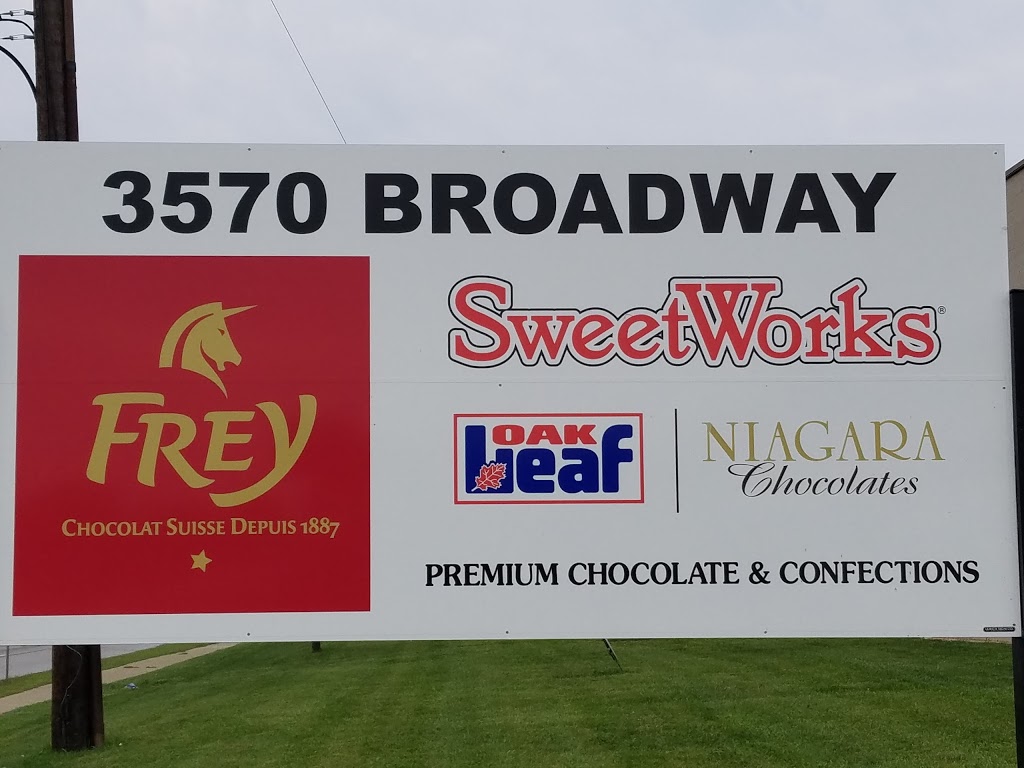 3570 BROADWAY
FREY
CHOCOLAT SUISSE DEPUIS 1887
SweetWorks®
OAK
Leaf
NIAGARA
Chocolates
PREMIUM CHOCOLATE & CONFECTIONS